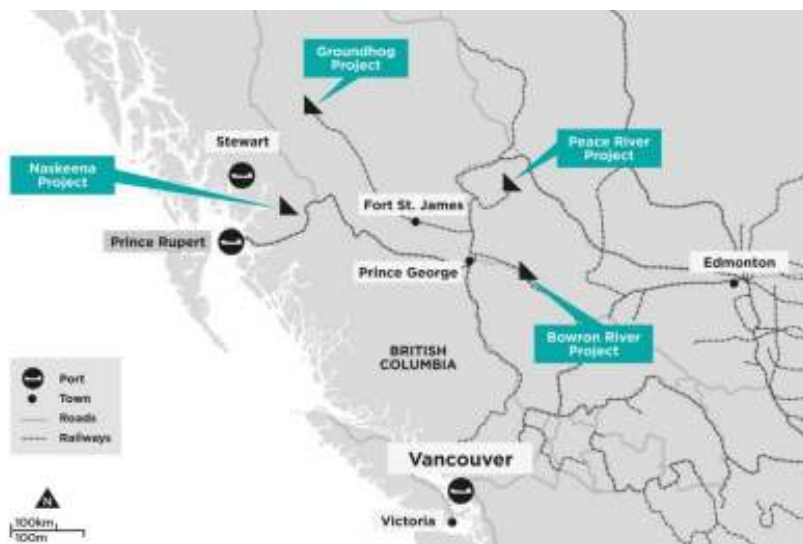 Groundhog
Project
Stewart
Peace River
Project
Naskeena
Project
Fort St. James
Prince Rupert
Prince George
Edmonton
Bowron River
Project
BRITISH
COLUMBIA
Port
Town
Roads
Railways
Vancouver
N
Victoria
100km
100m